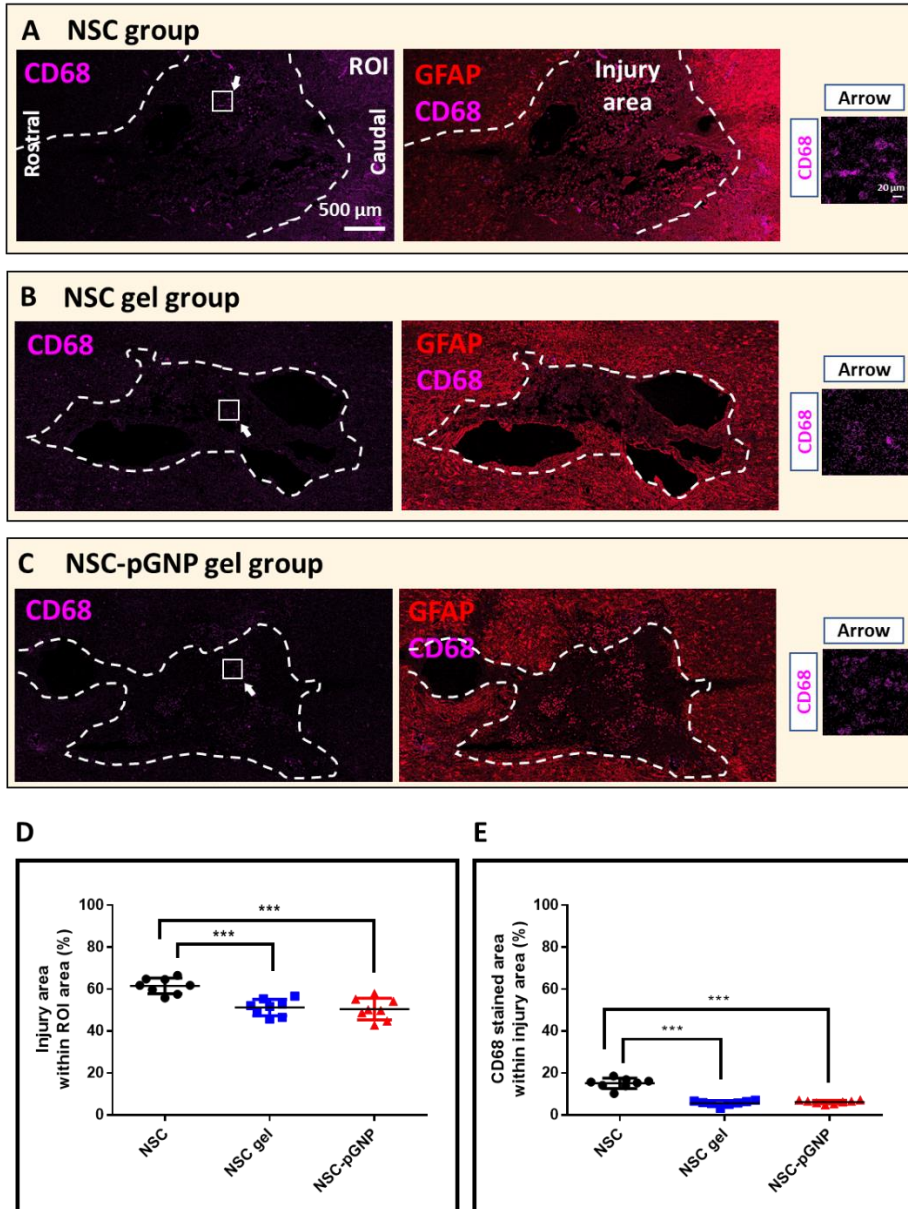 A NSC group
CD68
ROI
Rostral
Caudal
500 µm
GFAP
CD68
Injury
area
Arrow
CD68
20 µm
B NSC gel group
CD68
GFAP
CD68
Arrow
CD68
C NSC-pGNP gel group
CD68
GFAP
CD68
Arrow
CD68
D
Injury area
within ROI area (%)
100
80
60
40
20
0
***
***
NSC
NSC gel
NSC-pGNP
E
CD68 stained area
within injury area (%)
100
80
60
40
20
0
***
***
NSC
NSC gel
NSC-pGNP